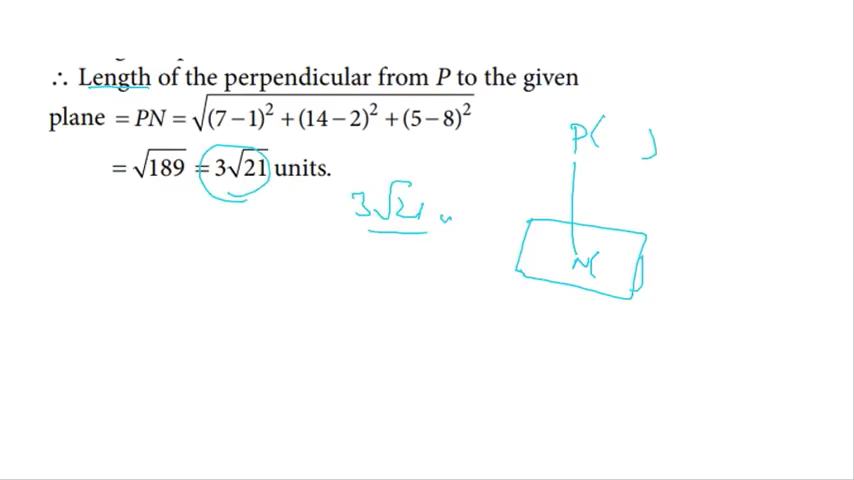 ∴ Length of the perpendicular from P to the given
plane = PN = √(7−1)² + (14−2)² + (5−8)²
= √189 = 3√21 units.
3√21
P( )
N(